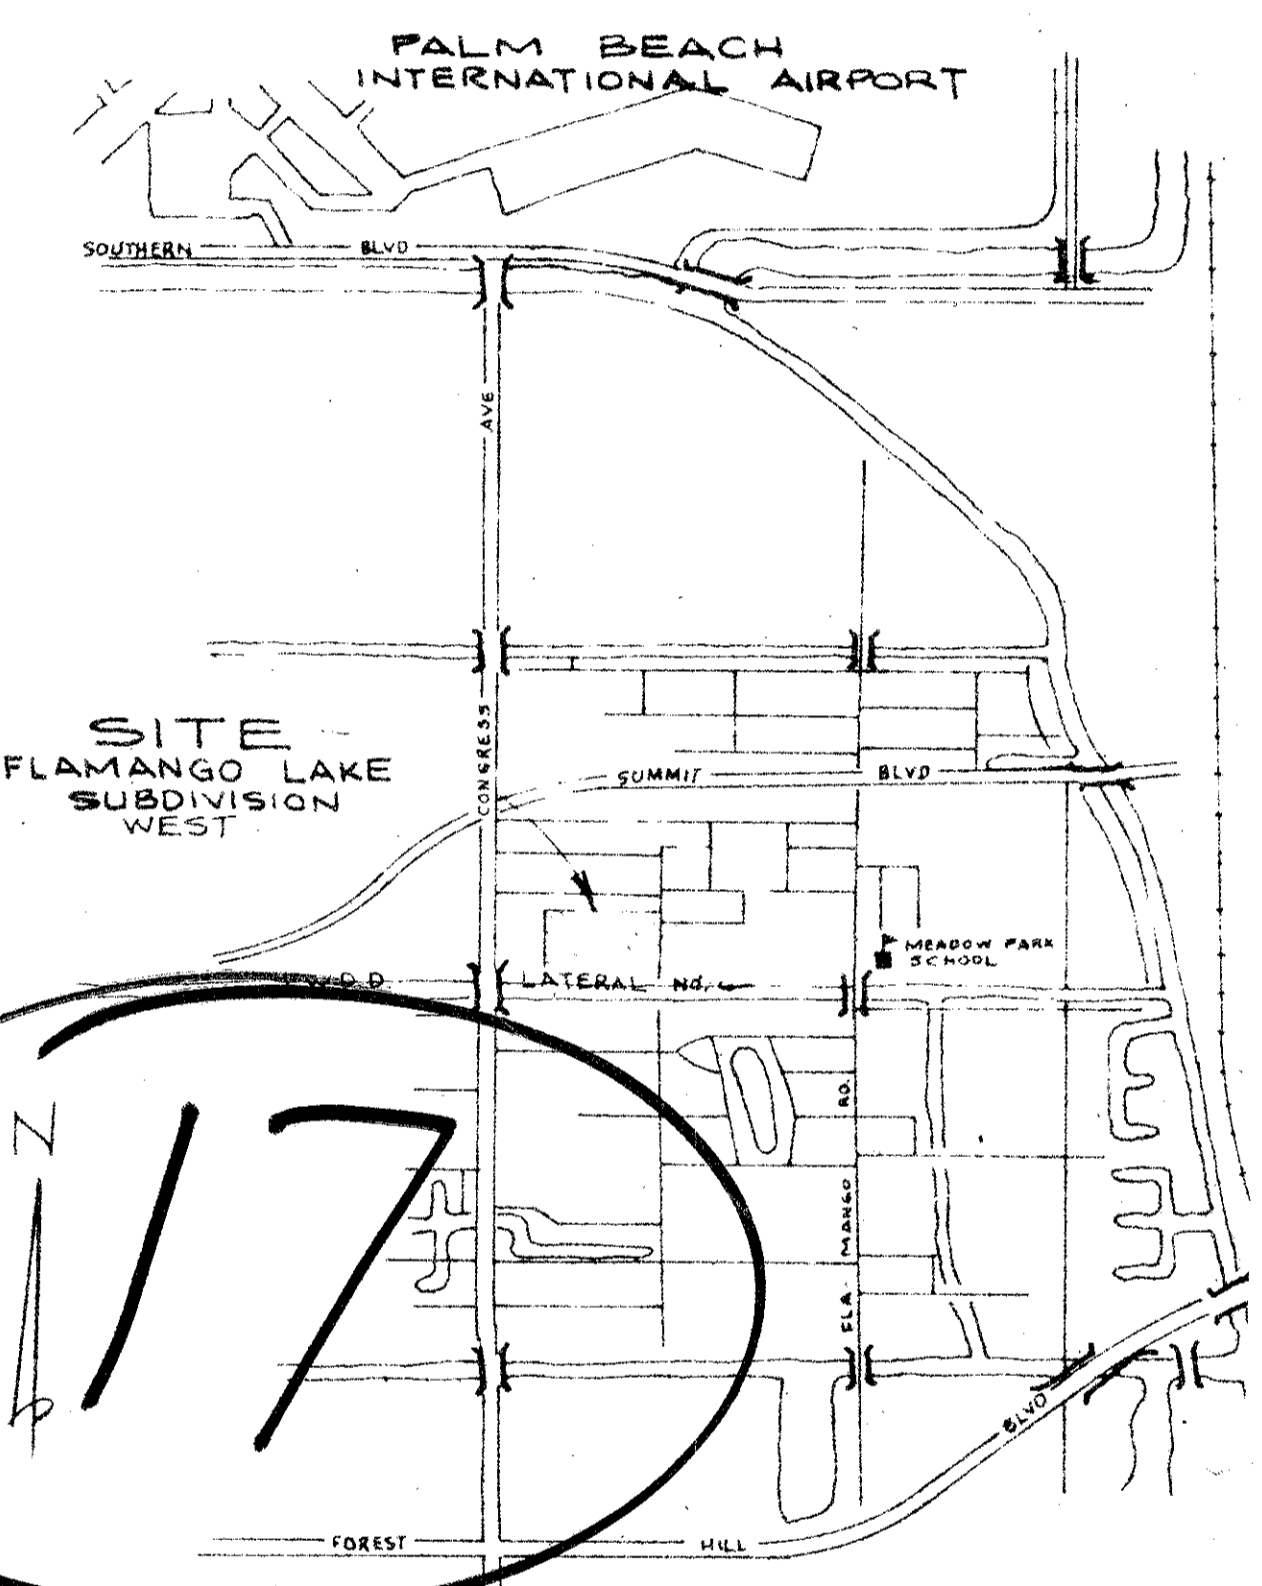 PALM BEACH
INTERNATIONAL AIRPORT
SOUTHERN BLVD
AVE
CONGRESS
SITE
FLAMANGO LAKE
SUBDIVISION
WEST
SUMMIT BLVD
MEADOW PARK
SCHOOL
W D D LATERAL NO.
N
17
RD.
FLA MANGO
BLVD
FOREST HILL